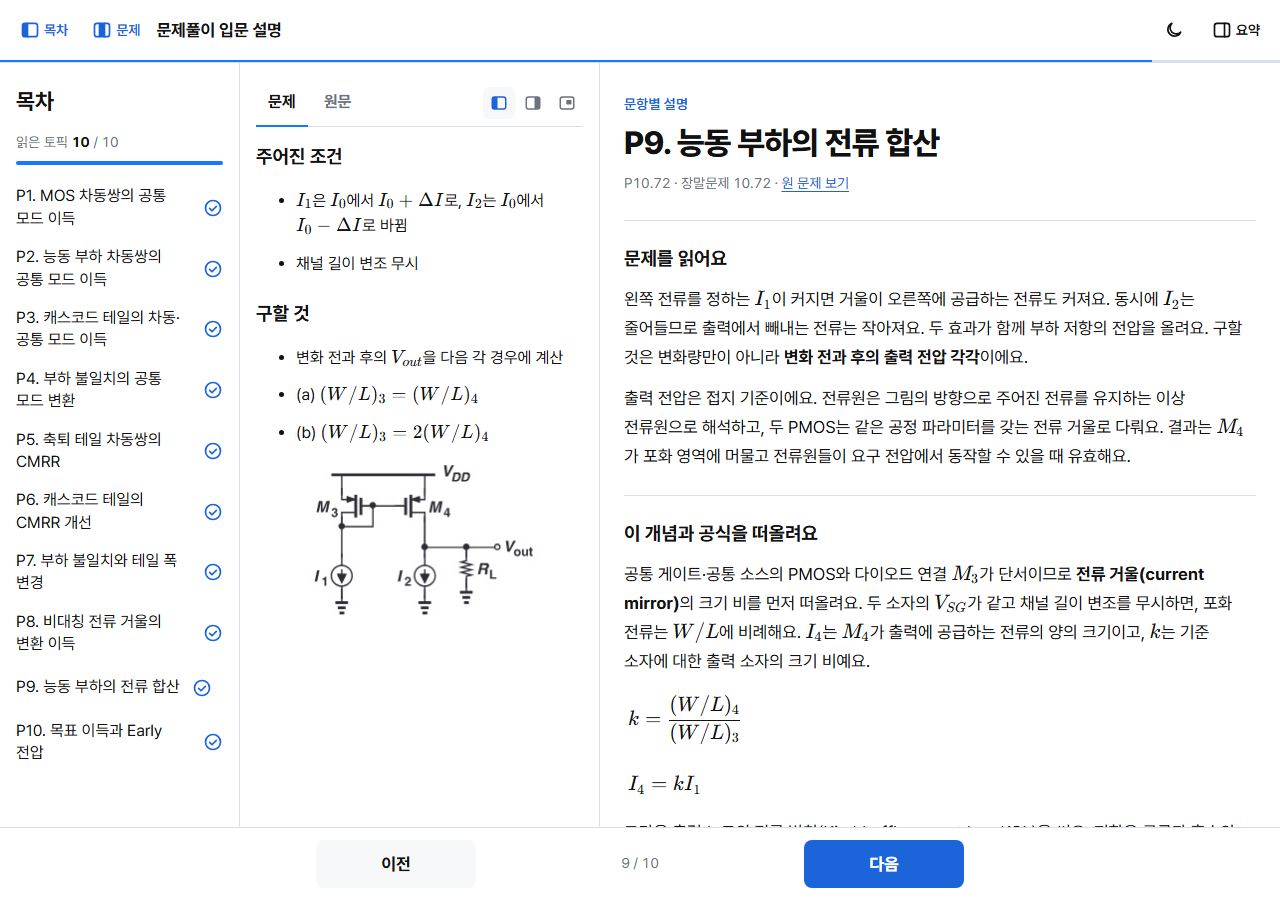 목차
문제
문제풀이 입문 설명
요약
목차
읽은 토픽 10 / 10
P1. MOS 차동쌍의 공통
모드 이득
P2. 능동 부하 차동쌍의
공통 모드 이득
P3. 캐스코드 테일의 차동·
공통 모드 이득
P4. 부하 불일치의 공통
모드 변환
P5. 축퇴 테일 차동쌍의
CMRR
P6. 캐스코드 테일의
CMRR 개선
P7. 부하 불일치와 테일 폭
변경
P8. 비대칭 전류 거울의
변환 이득
P9. 능동 부하의 전류 합산
P10. 목표 이득과 Early
전압
문제
원문
주어진 조건
I₁은 I₀에서 I₀ + ΔI로, I₂는 I₀에서
I₀ − ΔI로 바뀜
채널 길이 변조 무시
구할 것
변화 전과 후의 V_out을 다음 각 경우에 계산
(a) (W/L)₃ = (W/L)₄
(b) (W/L)₃ = 2(W/L)₄
V_DD
M₃
M₄
V_out
I₁
I₂
R_L
문항별 설명
P9. 능동 부하의 전류 합산
P10.72 · 장말문제 10.72 · 원 문제 보기
문제를 읽어요
왼쪽 전류를 정하는 I₁이 커지면 거울이 오른쪽에 공급하는 전류도 커져요. 동시에 I₂는
줄어들므로 출력에서 빼내는 전류는 작아져요. 두 효과가 함께 부하 저항의 전압을 올려요. 구할
것은 변화량만이 아니라 변화 전과 후의 출력 전압 각각이에요.
출력 전압은 접지 기준이에요. 전류원은 그림의 방향으로 주어진 전류를 유지하는 이상
전류원으로 해석하고, 두 PMOS는 같은 공정 파라미터를 갖는 전류 거울로 다뤄요. 결과는 M₄
가 포화 영역에 머물고 전류원들이 요구 전압에서 동작할 수 있을 때 유효해요.
이 개념과 공식을 떠올려요
공통 게이트·공통 소스의 PMOS와 다이오드 연결 M₃가 단서이므로 전류 거울(current
mirror)의 크기 비를 먼저 떠올려요. 두 소자의 V_SG가 같고 채널 길이 변조를 무시하면, 포화
전류는 W/L에 비례해요. I₄는 M₄가 출력에 공급하는 전류의 양의 크기이고, k는 기준
소자에 대한 출력 소자의 크기 비예요.
k = (W/L)₄ / (W/L)₃
I₄ = kI₁
이전
9 / 10
다음